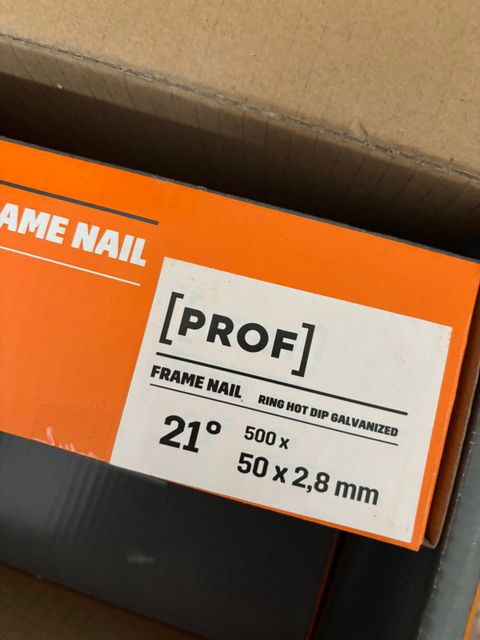 AME NAIL
[PROF]
FRAME NAIL RING HOT DIP GALVANIZED
21° 500 x
50 x 2,8 mm